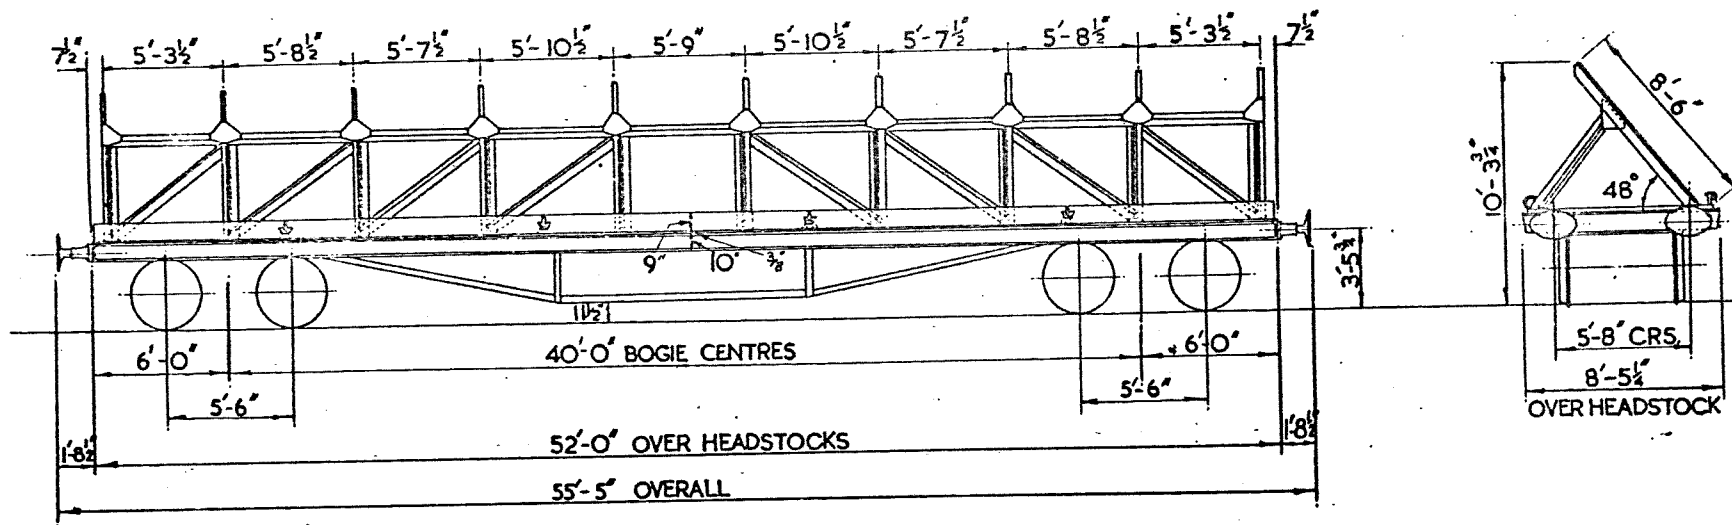 7½" 5'-3½" 5'-8½" 5'-7½" 5'-10½" 5'-9" 5'-10½" 5'-7½" 5'-8½" 5'-3½" 7½"
8'-6"
10'-3¾"
48°
9" 10" ⅜"
3'-5¾"
11½"
6'-0" 40'-0" BOGIE CENTRES 6'-0"
5'-8" CRS.
5'-6" 5'-6"
8'-5¼"
OVER HEADSTOCK
1'-8½" 52'-0" OVER HEADSTOCKS 1'-8½"
55'-5" OVERALL